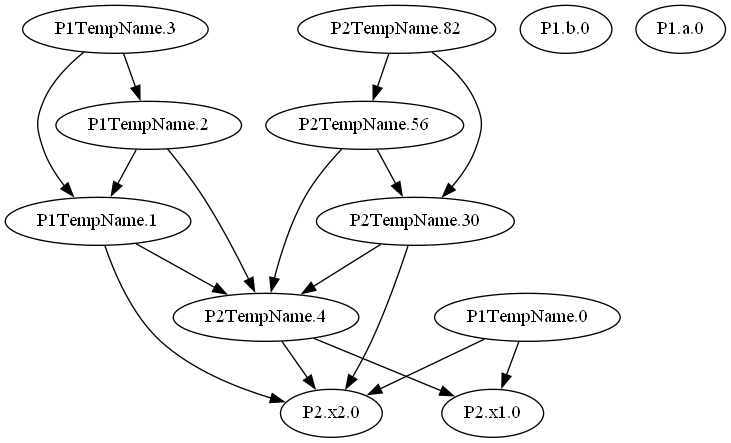 P1TempName.3
P2TempName.82
P1.b.0
P1.a.0
P1TempName.2
P2TempName.56
P1TempName.1
P2TempName.30
P2TempName.4
P1TempName.0
P2.x2.0
P2.x1.0